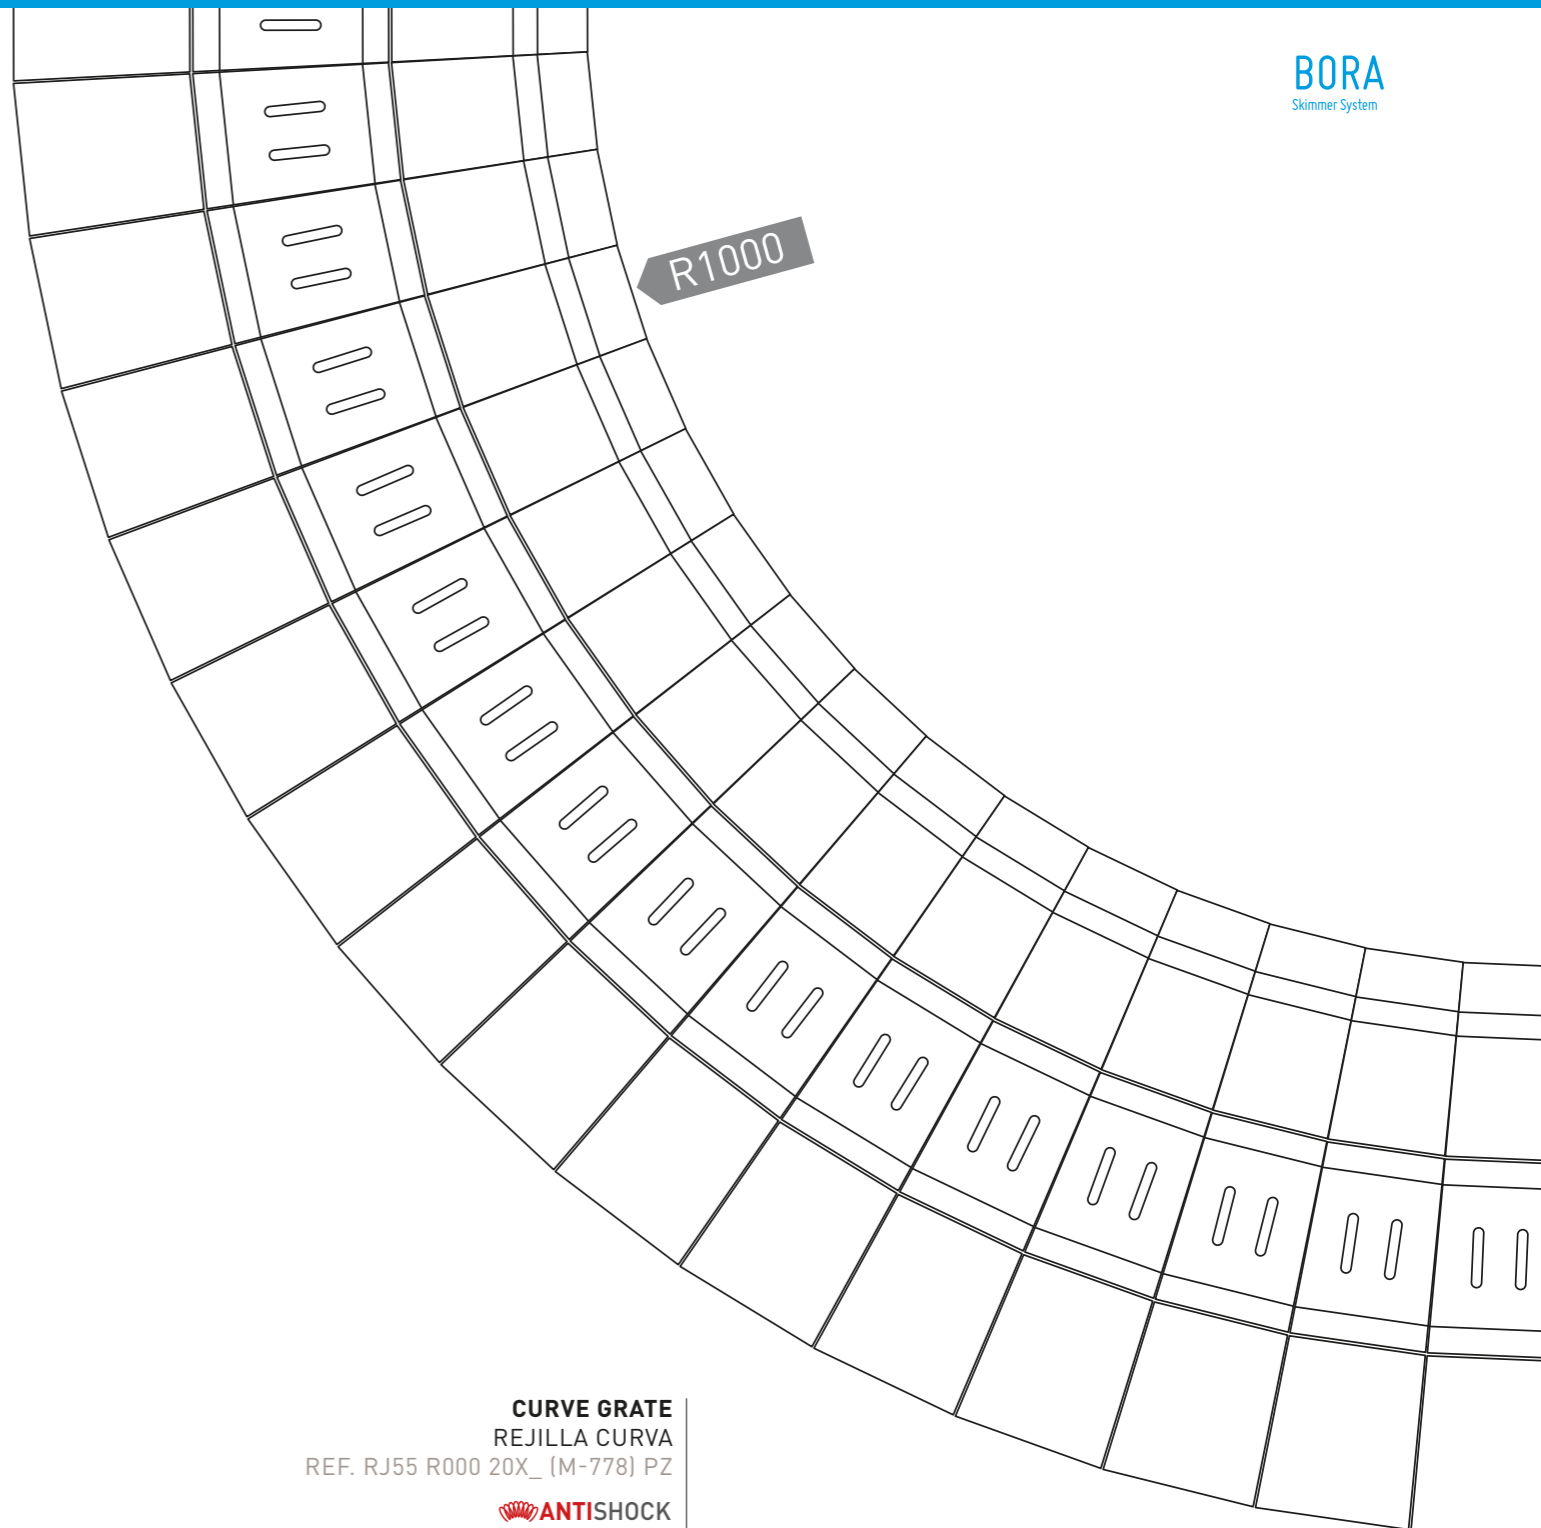 BORA
Skimmer System
R1000
CURVE GRATE
REJILLA CURVA
REF. RJ55 R000 20X_ (M-778) PZ
ANTISHOCK